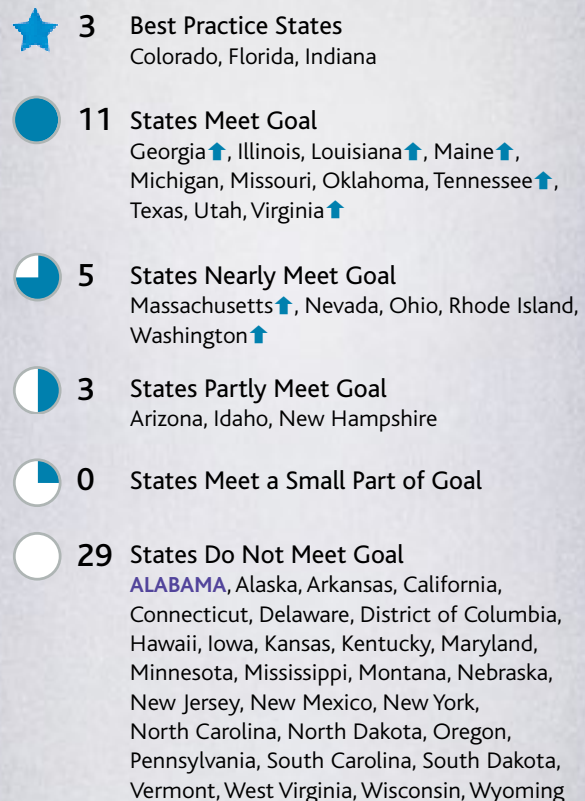 3 Best Practice States
Colorado, Florida, Indiana
11 States Meet Goal
Georgia⬆, Illinois, Louisiana⬆, Maine⬆,
Michigan, Missouri, Oklahoma, Tennessee⬆,
Texas, Utah, Virginia⬆
5 States Nearly Meet Goal
Massachusetts⬆, Nevada, Ohio, Rhode Island,
Washington⬆
3 States Partly Meet Goal
Arizona, Idaho, New Hampshire
0 States Meet a Small Part of Goal
29 States Do Not Meet Goal
ALABAMA, Alaska, Arkansas, California,
Connecticut, Delaware, District of Columbia,
Hawaii, Iowa, Kansas, Kentucky, Maryland,
Minnesota, Mississippi, Montana, Nebraska,
New Jersey, New Mexico, New York,
North Carolina, North Dakota, Oregon,
Pennsylvania, South Carolina, South Dakota,
Vermont, West Virginia, Wisconsin, Wyoming